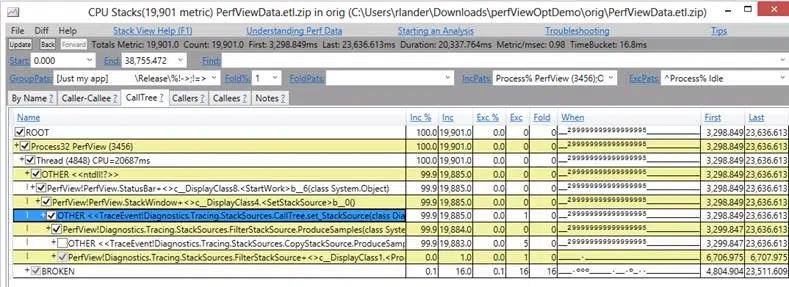 CPU Stacks(19,901 metric) PerfViewData.etl.zip in orig (C:\Users\rlander\Downloads\perfViewOptDemo\orig\PerfViewData.etl.zip)
File Diff Help Stack View Help (F1) Understanding Perf Data Starting an Analysis Troubleshooting Tips
Update Back Forward Totals Metric: 19,901.0 Count: 19,901.0 First: 3,298.849ms Last: 23,636.613ms Duration: 20,337.764ms Metric/msec: 0.98 TimeBucket: 16.8ms
Start: 0.000 End: 38,755.472 Find:
GroupPats: [Just my app] \Release\%!->;!=> Fold%: 1 FoldPats: IncPats: Process% PerfView (3456);O ExcPats: ^Process% Idle
By Name ? Caller-Callee ? CallTree ? Callers ? Callees ? Notes ?
Name Inc % Inc Exc % Exc Fold When First Last
ROOT 100.0 19,901.0 0.0 0 0 3,298.849 23,636.613
+Process32 PerfView (3456) 100.0 19,901.0 0.0 0 0 3,298.849 23,636.613
+Thread (4848) CPU=20687ms 100.0 19,901.0 0.0 0 0 3,298.849 23,636.613
+OTHER <<ntdll!?>> 99.9 19,885.0 0.0 0 0 3,298.849 23,636.613
+PerfView!PerfView.StatusBar+<>c__DisplayClass8.<StartWork>b__6(class System.Object) 99.9 19,885.0 0.0 0 0 3,298.849 23,636.613
+PerfView!PerfView.StackWindow+<>c__DisplayClass4.<SetStackSource>b__0() 99.9 19,885.0 0.0 0 0 3,298.849 23,636.613
+OTHER <<TraceEvent!Diagnostics.Tracing.StackSources.CallTree.set_StackSource(class Dia 99.9 19,885.0 0.0 1 0 3,298.849 23,636.613
+PerfView!Diagnostics.Tracing.StackSources.FilterStackSource.ProduceSamples(class System 99.9 19,884.0 0.0 0 0 3,299.847 23,636.613
+OTHER <<TraceEvent!Diagnostics.Tracing.StackSources.CopyStackSource.ProduceSamp 99.9 19,883.0 0.0 5 0 3,299.847 23,636.613
+PerfView!Diagnostics.Tracing.StackSources.FilterStackSource+<>c__DisplayClass1.<Pro 0.0 1.0 0.0 1 0 6,706.975 6,707.975
+BROKEN 0.1 16.0 0.1 16 16 4,804.904 23,511.609